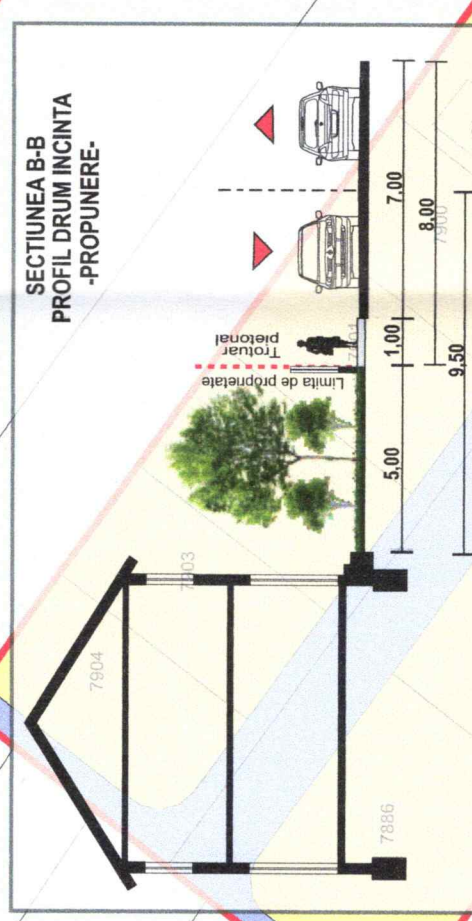 SECTIUNEA B-B
PROFIL DRUM INCINTA
-PROPUNERE-
Trotuar
pietonal
Limita de proprietate
5,00
1,00
7,00
8,00
9,50
7904
7903
7886
7900